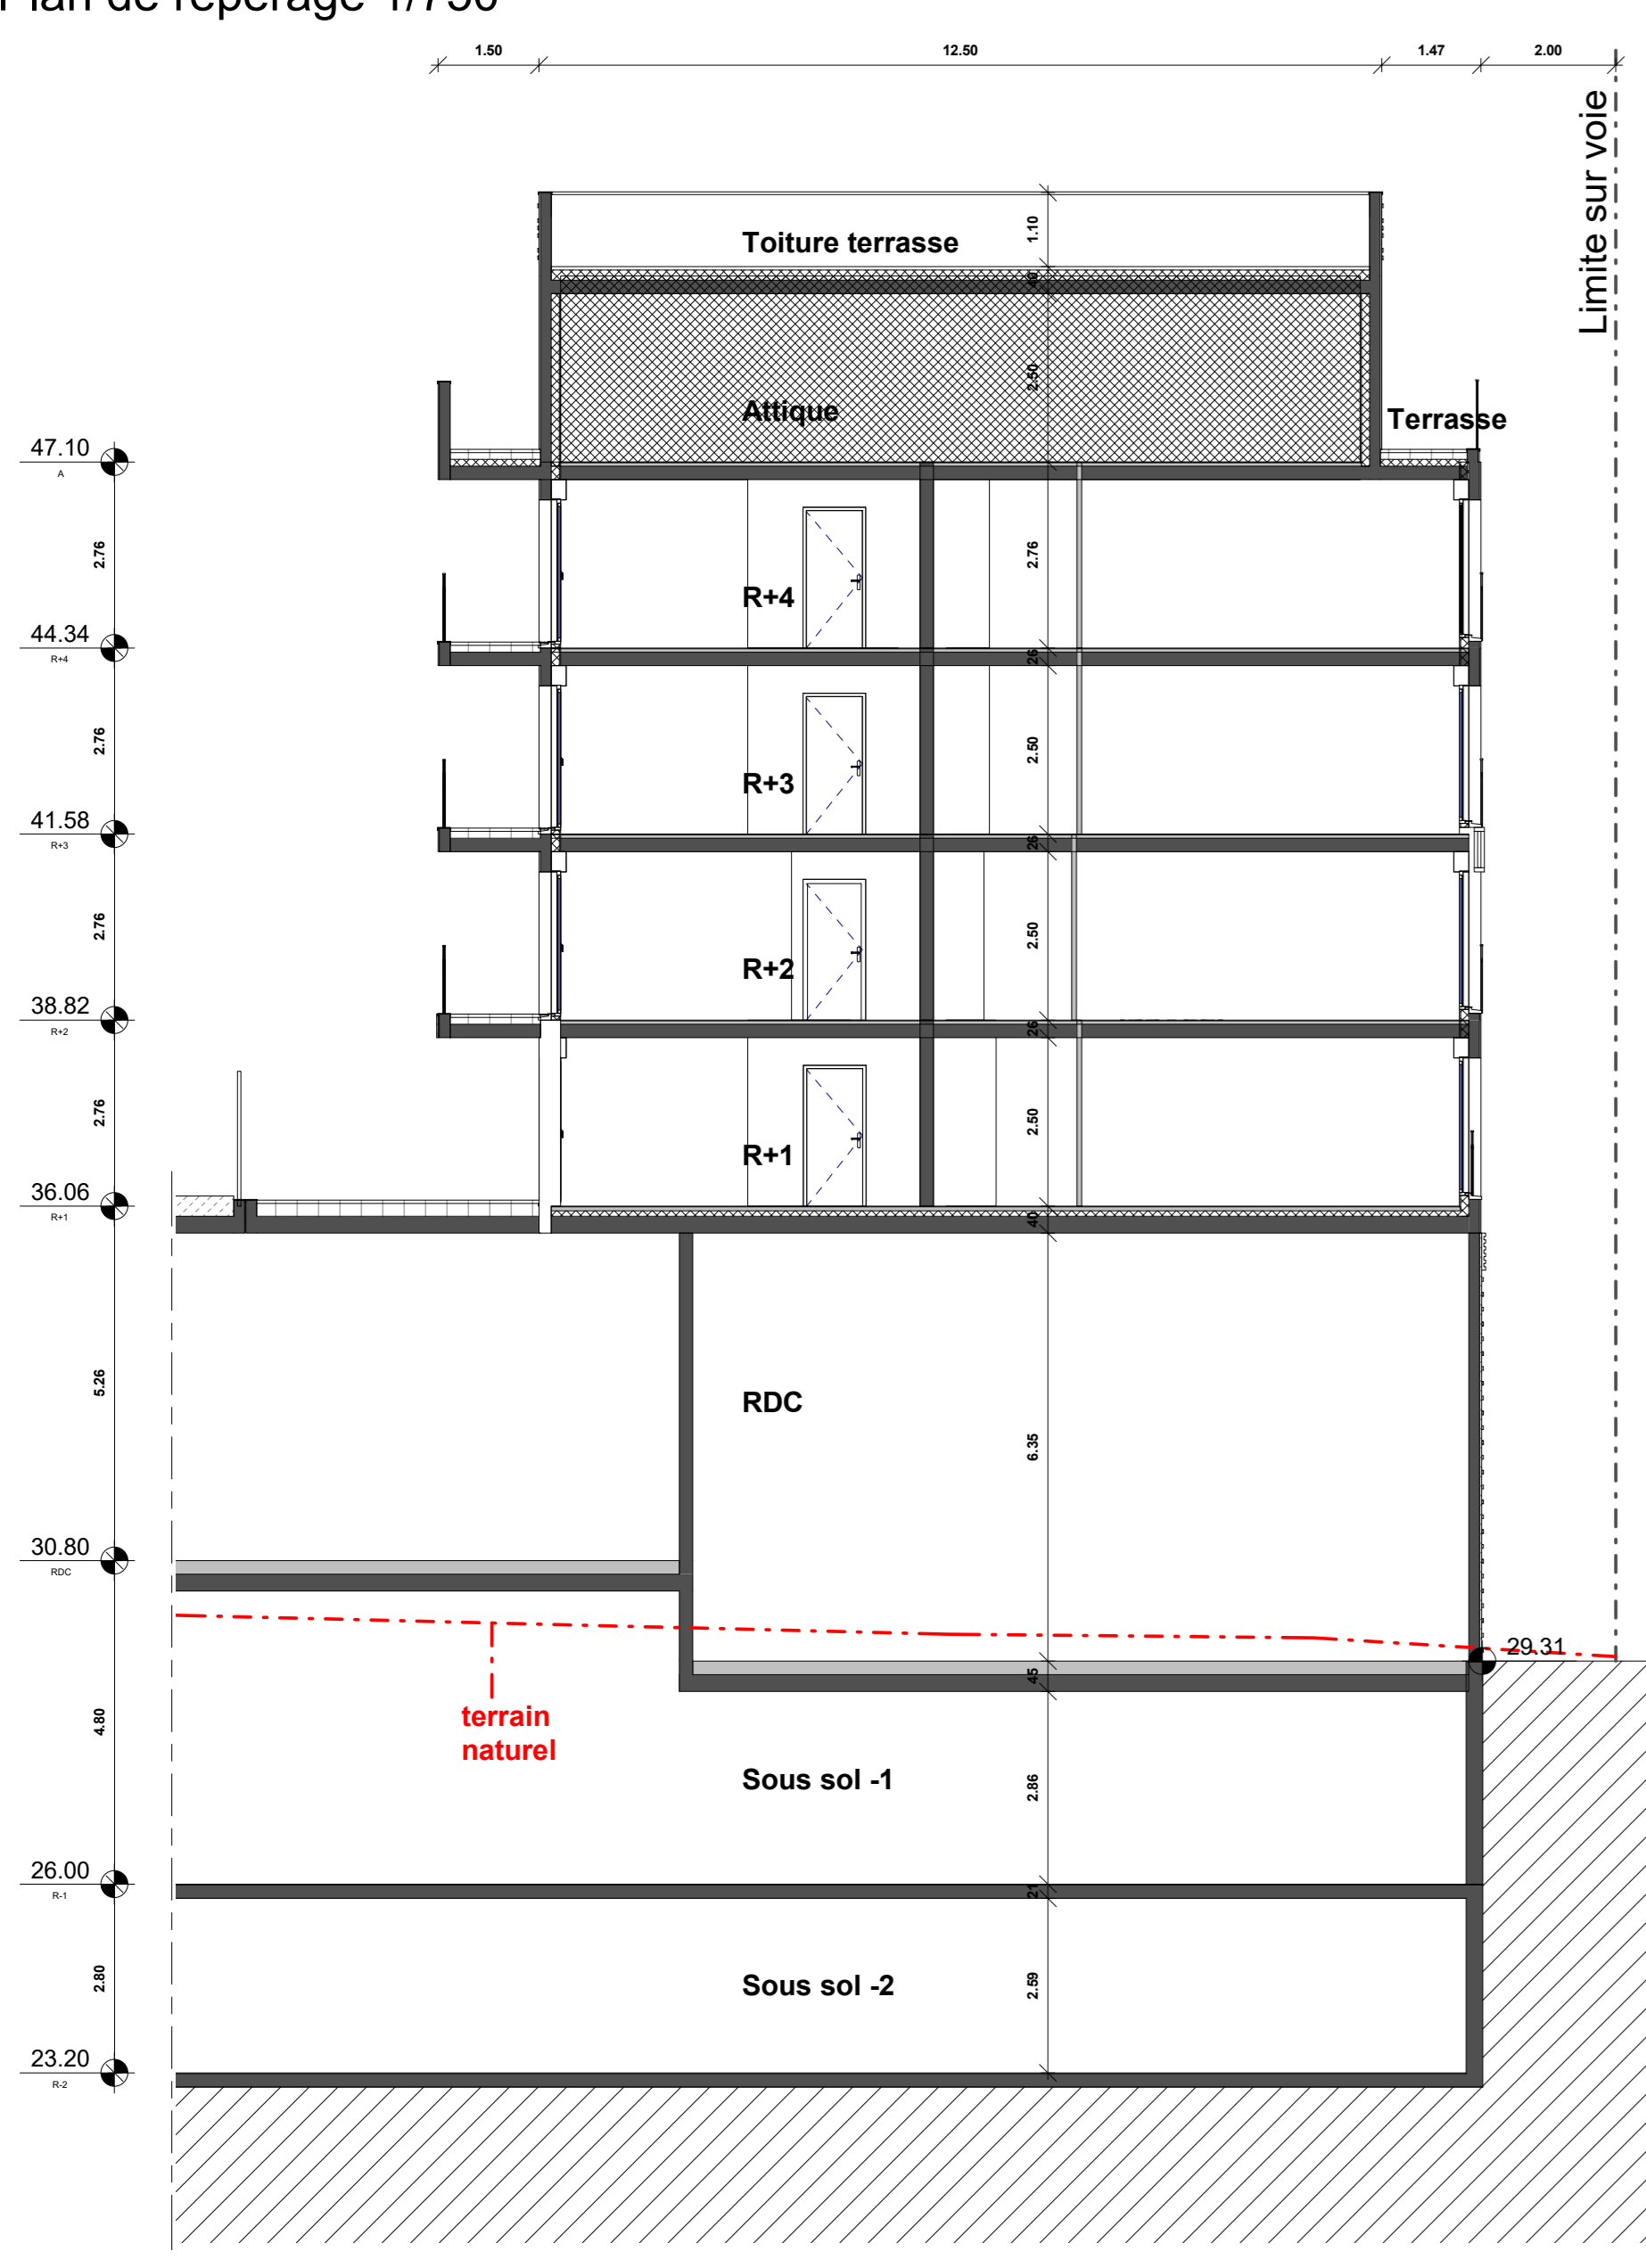 Plan de repérage 1/750
1.50
12.50
1.47
2.00
Limite sur voie
1.10
Toiture terrasse
40
2.50
Attique
Terrasse
47.10
A
2.76
2.76
R+4
44.34
R+4
26
2.76
2.50
R+3
41.58
R+3
26
2.76
2.50
R+2
38.82
R+2
26
2.76
2.50
R+1
36.06
R+1
40
5.26
RDC
6.35
30.80
RDC
29.31
45
terrain
naturel
4.80
Sous sol -1
2.86
26.00
R-1
21
2.80
Sous sol -2
2.59
23.20
R-2